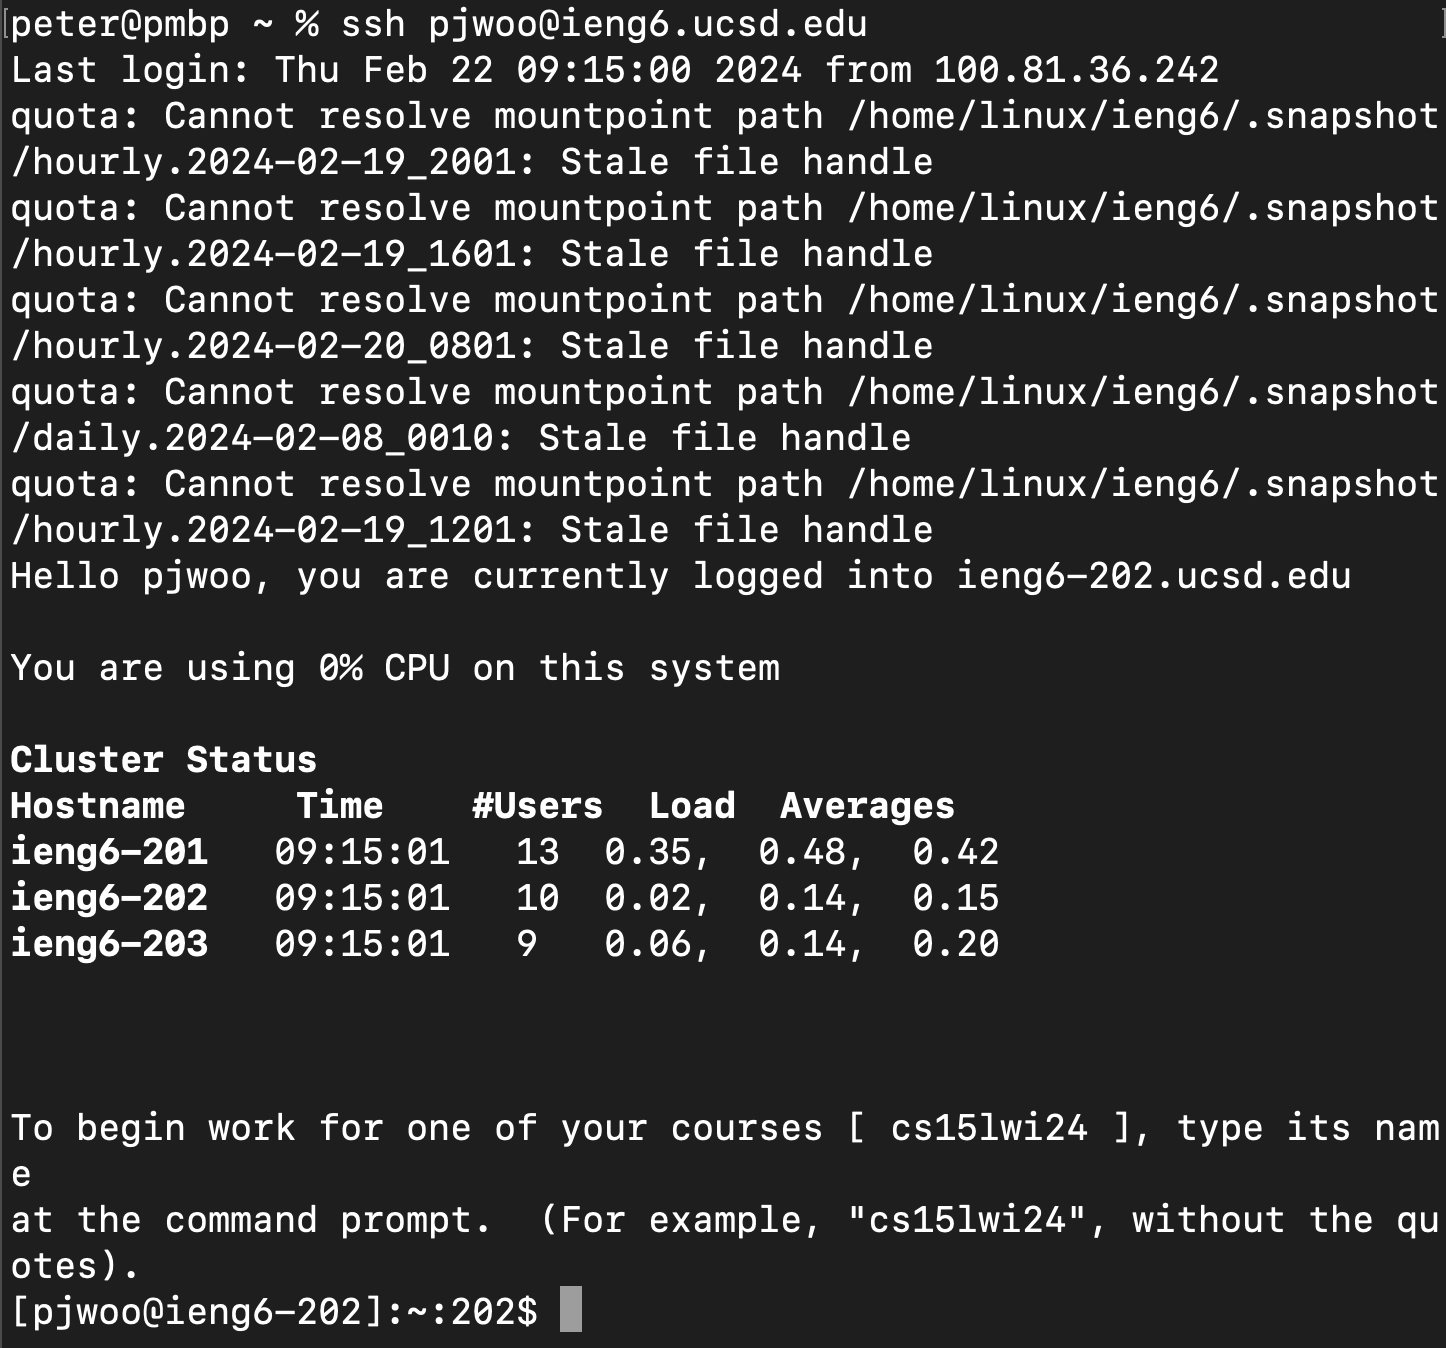 peter@pmbp ~ % ssh pjwoo@ieng6.ucsd.edu
Last login: Thu Feb 22 09:15:00 2024 from 100.81.36.242
quota: Cannot resolve mountpoint path /home/linux/ieng6/.snapshot
/hourly.2024-02-19_2001: Stale file handle
quota: Cannot resolve mountpoint path /home/linux/ieng6/.snapshot
/hourly.2024-02-19_1601: Stale file handle
quota: Cannot resolve mountpoint path /home/linux/ieng6/.snapshot
/hourly.2024-02-20_0801: Stale file handle
quota: Cannot resolve mountpoint path /home/linux/ieng6/.snapshot
/daily.2024-02-08_0010: Stale file handle
quota: Cannot resolve mountpoint path /home/linux/ieng6/.snapshot
/hourly.2024-02-19_1201: Stale file handle
Hello pjwoo, you are currently logged into ieng6-202.ucsd.edu
You are using 0% CPU on this system
Cluster Status
Hostname     Time    #Users  Load  Averages
ieng6-201   09:15:01   13  0.35,  0.48,  0.42
ieng6-202   09:15:01   10  0.02,  0.14,  0.15
ieng6-203   09:15:01   9   0.06,  0.14,  0.20
To begin work for one of your courses [ cs15lwi24 ], type its nam
e
at the command prompt.  (For example, "cs15lwi24", without the qu
otes).
[pjwoo@ieng6-202]:~:202$